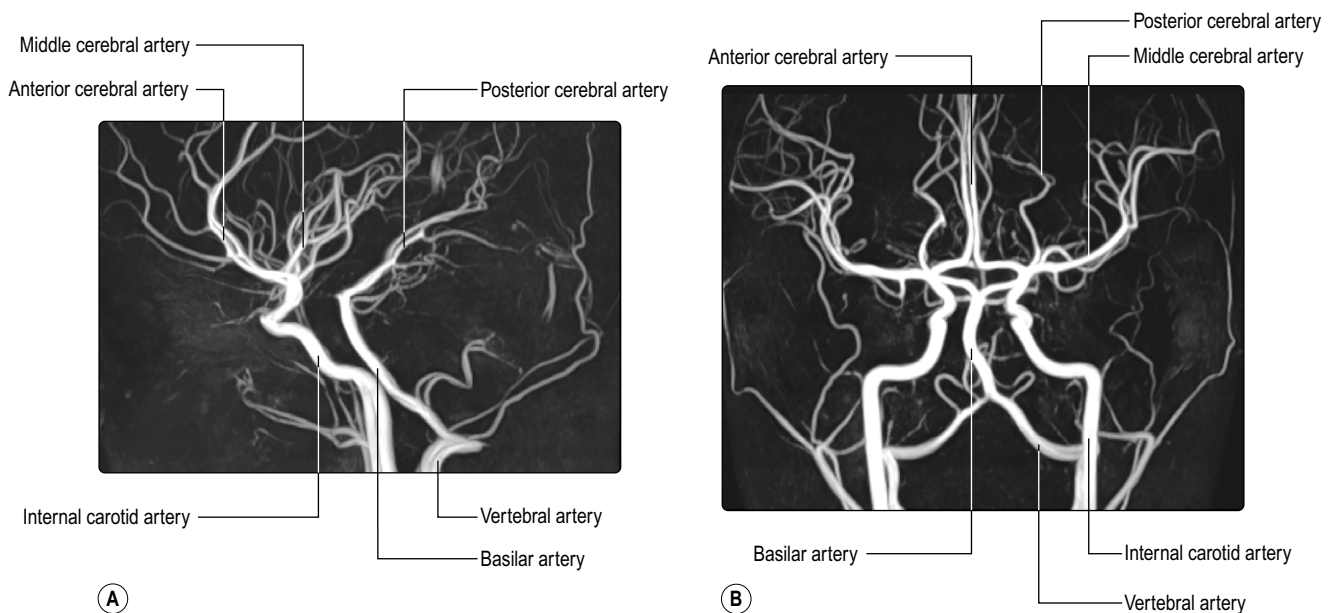 Middle cerebral artery
Anterior cerebral artery
Posterior cerebral artery
Internal carotid artery
Vertebral artery
Basilar artery
A
Posterior cerebral artery
Anterior cerebral artery
Middle cerebral artery
Basilar artery
Internal carotid artery
Vertebral artery
B